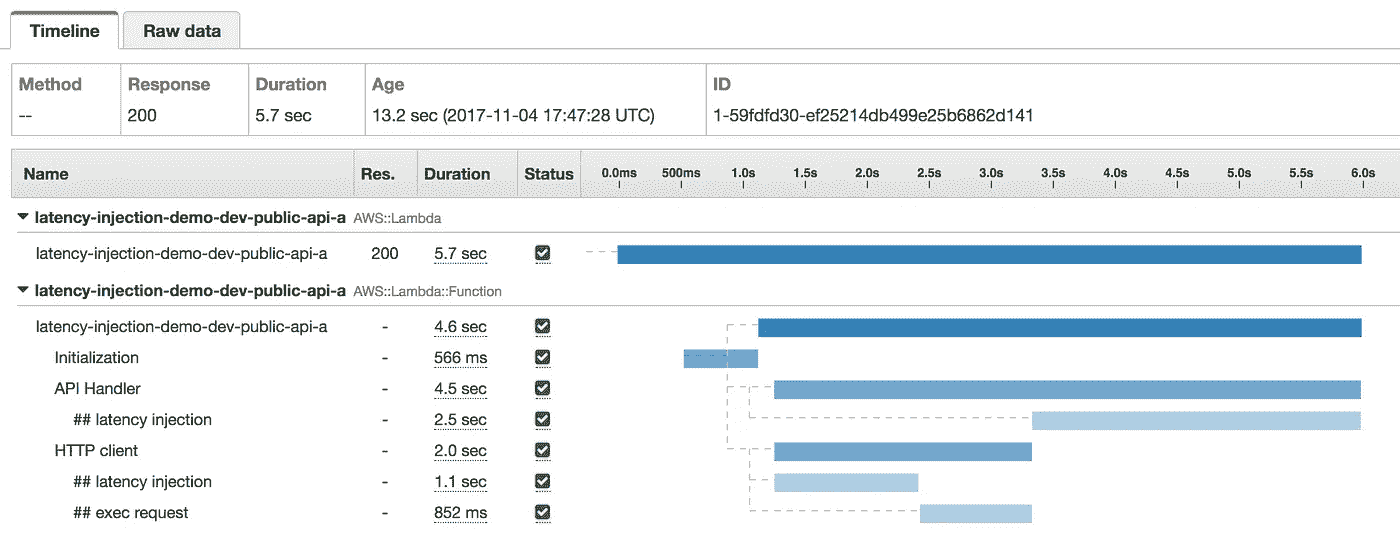 Timeline Raw data
Method Response Duration Age ID
-- 200 5.7 sec 13.2 sec (2017-11-04 17:47:28 UTC) 1-59fdfd30-ef25214db499e25b6862d141
Name Res. Duration Status 0.0ms 500ms 1.0s 1.5s 2.0s 2.5s 3.0s 3.5s 4.0s 4.5s 5.0s 5.5s 6.0s
latency-injection-demo-dev-public-api-a AWS::Lambda
latency-injection-demo-dev-public-api-a 200 5.7 sec
latency-injection-demo-dev-public-api-a AWS::Lambda::Function
latency-injection-demo-dev-public-api-a - 4.6 sec
Initialization - 566 ms
API Handler - 4.5 sec
## latency injection - 2.5 sec
HTTP client - 2.0 sec
## latency injection - 1.1 sec
## exec request - 852 ms